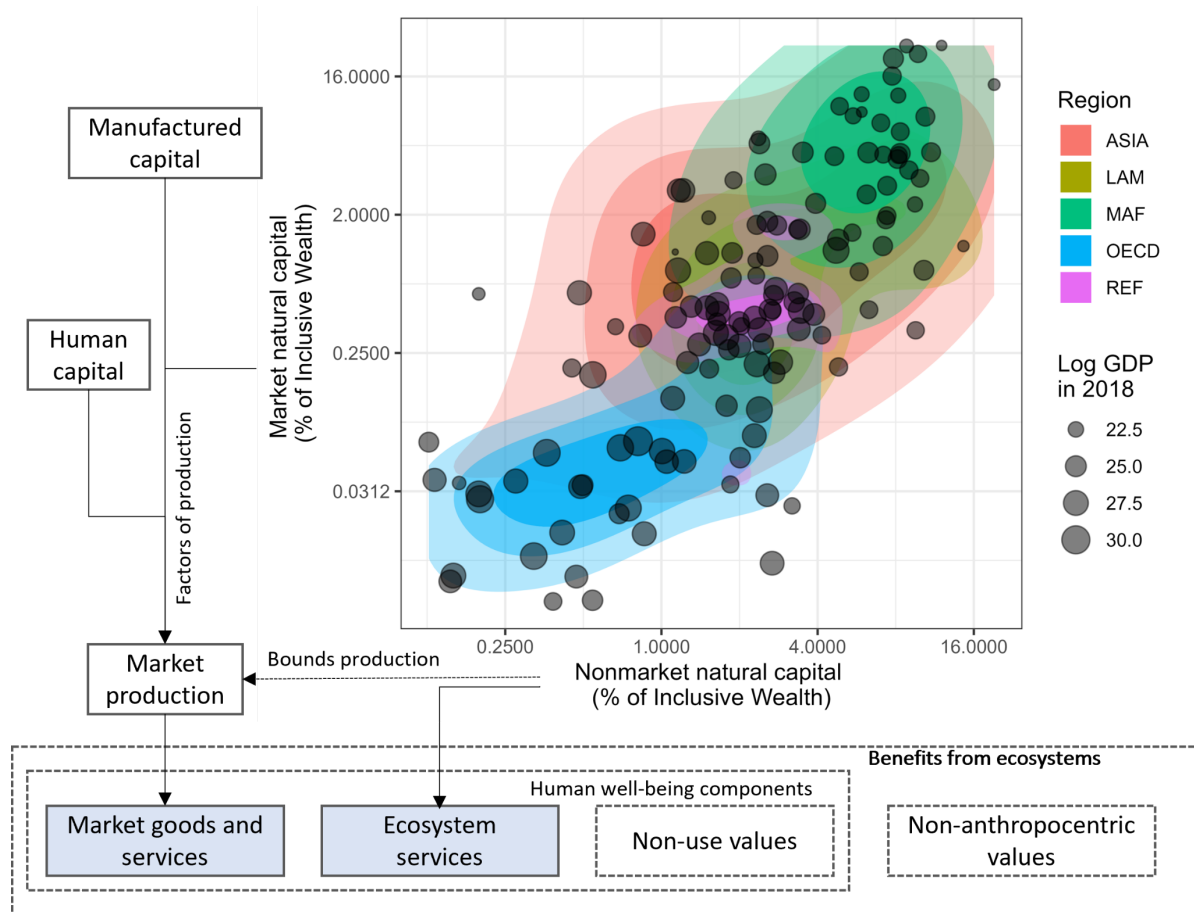 Manufactured
capital
Human
capital
Factors of production
Market natural capital
(% of Inclusive Wealth)
16.0000
2.0000
0.2500
0.0312
0.2500
1.0000
4.0000
16.0000
Nonmarket natural capital
(% of Inclusive Wealth)
Region
ASIA
LAM
MAF
OECD
REF
Log GDP
in 2018
22.5
25.0
27.5
30.0
Market
production
Bounds production
Benefits from ecosystems
Human well-being components
Market goods and
services
Ecosystem
services
Non-use values
Non-anthropocentric
values